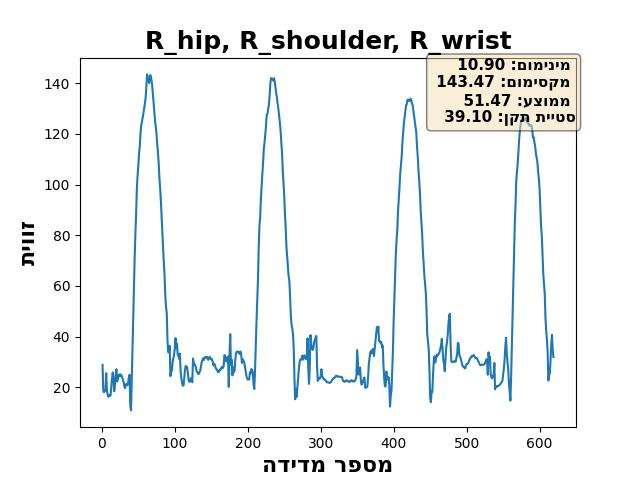 R_hip, R_shoulder, R_wrist
מינימום: 10.90
מקסימום: 143.47
ממוצע: 51.47
סטיית תקן: 39.10
זווית
140
120
100
80
60
40
20
0 100 200 300 400 500 600
מספר מדידה